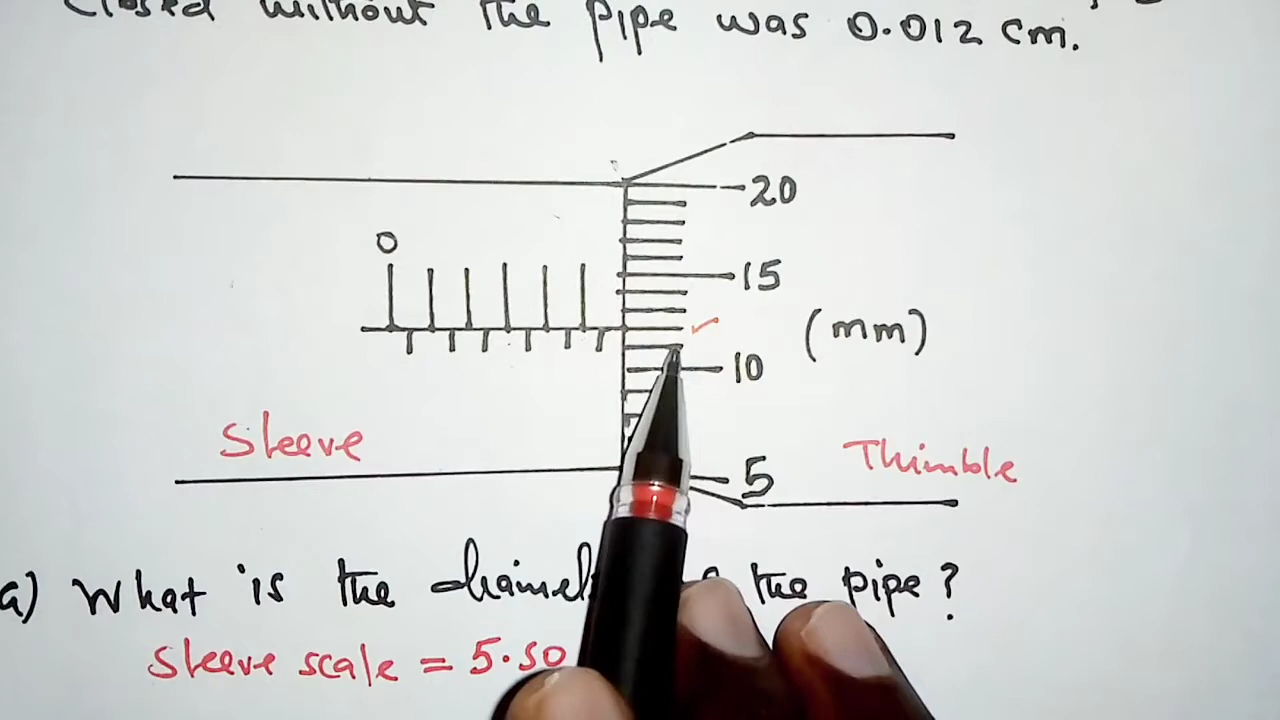 closed without the pipe was 0.012 cm.
20
0
15
(mm)
10
Sleeve
Thimble
5
a) What is the the pipe?
Sleeve scale = 5.50